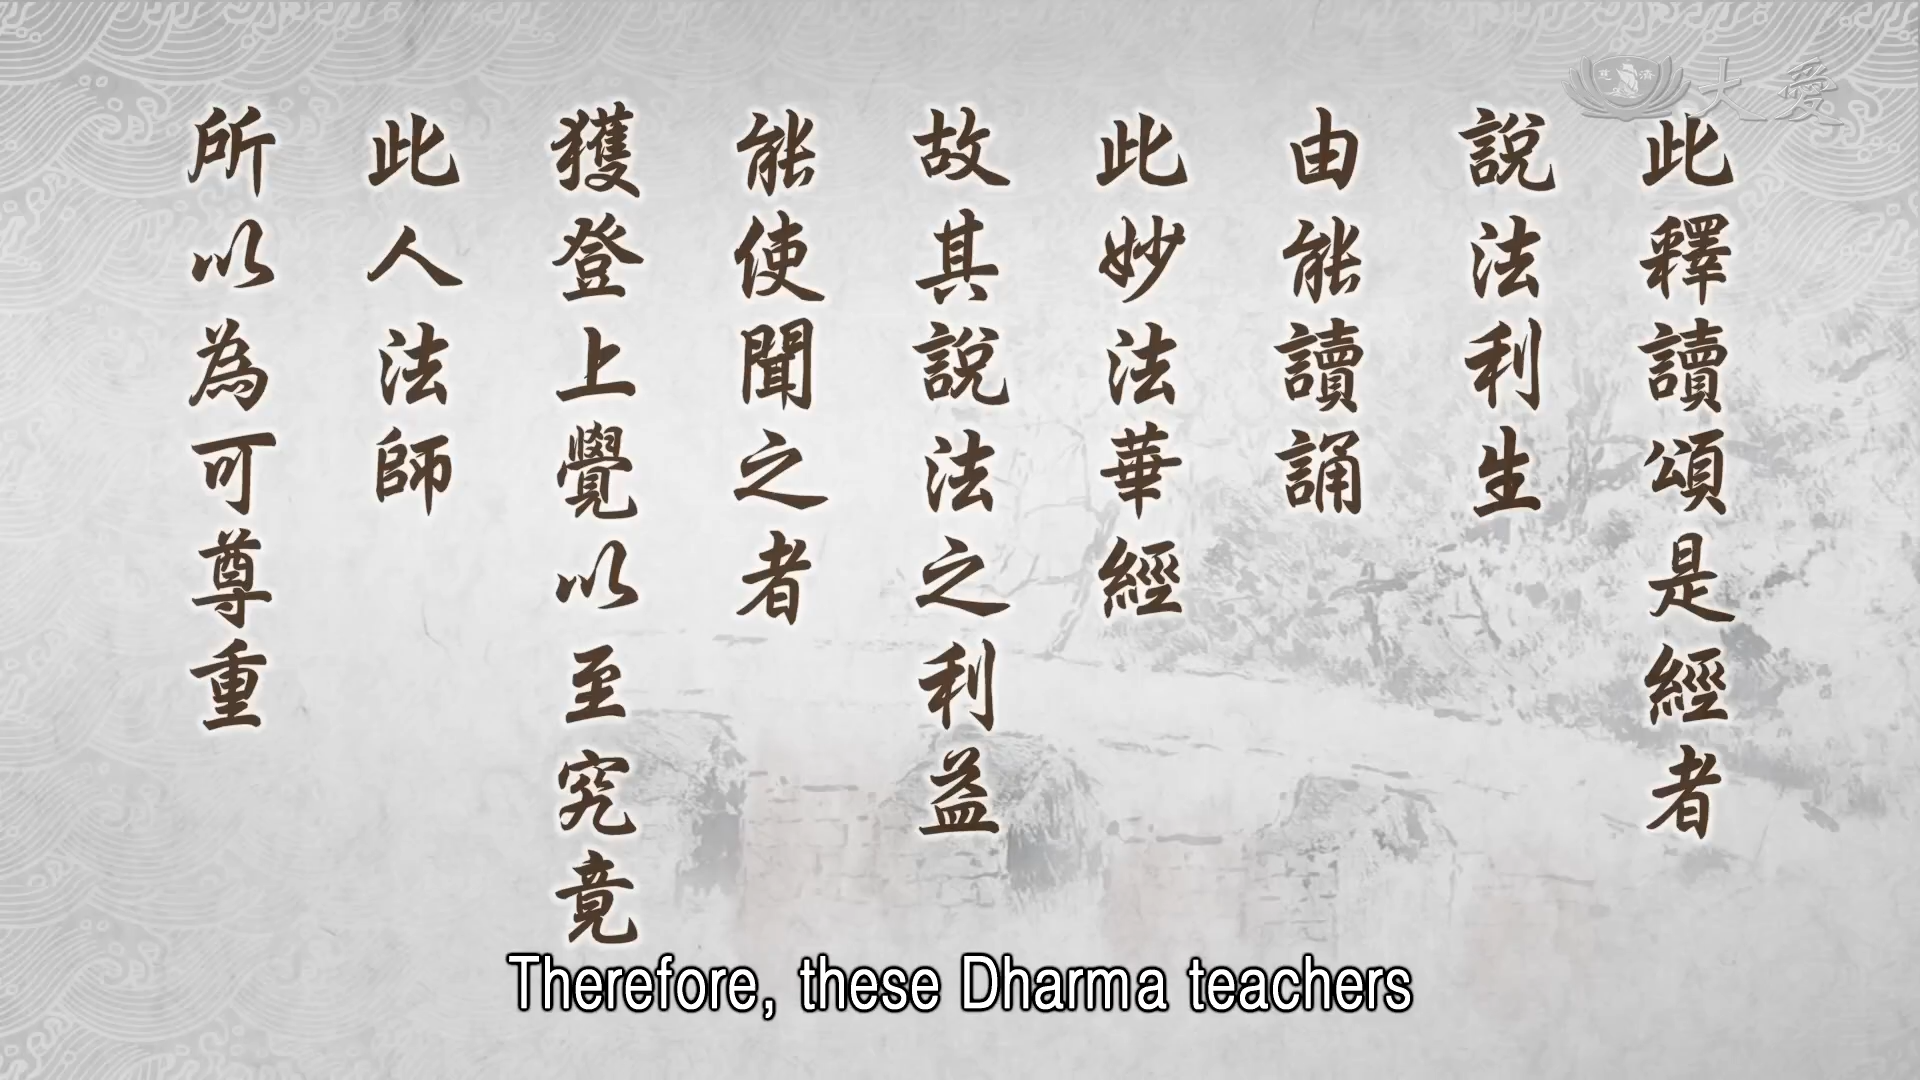 此釋讀頌是經者
說法利生
由能讀誦
此妙法華經
故其說法之利益
能使聞之者
獲登上覺以至究竟
此人法師
所以為可尊重
慈濟
大愛
Therefore, these Dharma teachers